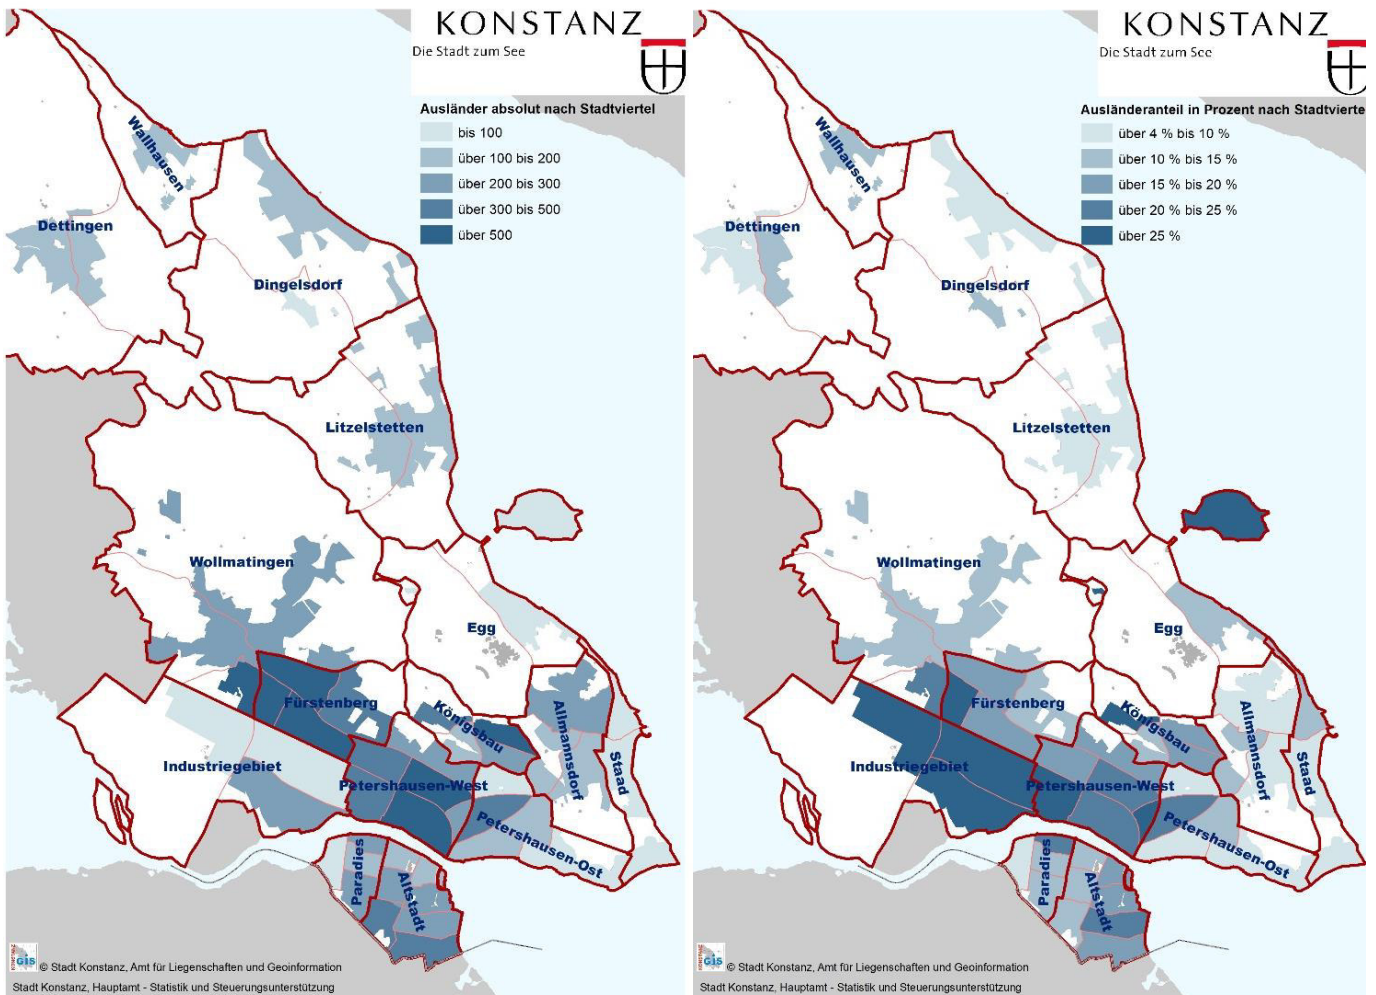 KONSTANZ
Die Stadt zum See
Ausländer absolut nach Stadtviertel
bis 100
über 100 bis 200
über 200 bis 300
über 300 bis 500
über 500
Wallhausen
Dettingen
Dingelsdorf
Litzelstetten
Wollmatingen
Egg
Fürstenberg
Königsbau
Allmannsdorf
Staad
Industriegebiet
Petershausen-West
Petershausen-Ost
Paradies
Altstadt
GIS
© Stadt Konstanz, Amt für Liegenschaften und Geoinformation
Stadt Konstanz, Hauptamt - Statistik und Steuerungsunterstützung
KONSTANZ
Die Stadt zum See
Ausländeranteil in Prozent nach Stadtvierte
über 4 % bis 10 %
über 10 % bis 15 %
über 15 % bis 20 %
über 20 % bis 25 %
über 25 %
Wallhausen
Dettingen
Dingelsdorf
Litzelstetten
Wollmatingen
Egg
Fürstenberg
Königsbau
Allmannsdorf
Staad
Industriegebiet
Petershausen-West
Petershausen-Ost
Paradies
Altstadt
GIS
© Stadt Konstanz, Amt für Liegenschaften und Geoinformation
Stadt Konstanz, Hauptamt - Statistik und Steuerungsunterstützung